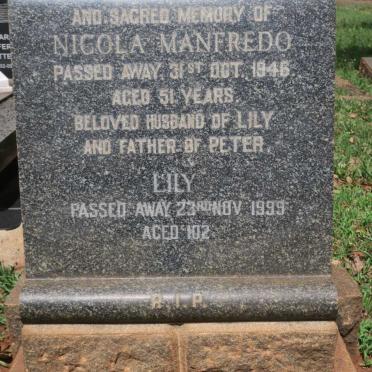 AND SACRED MEMORY OF
NICOLA MANFREDO
PASSED AWAY 31ST OCT. 1946.
AGED 51 YEARS.
BELOVED HUSBAND OF LILY
AND FATHER OF PETER.
LILY
PASSED AWAY 23RD NOV 1999
AGED 102
R.I.P.